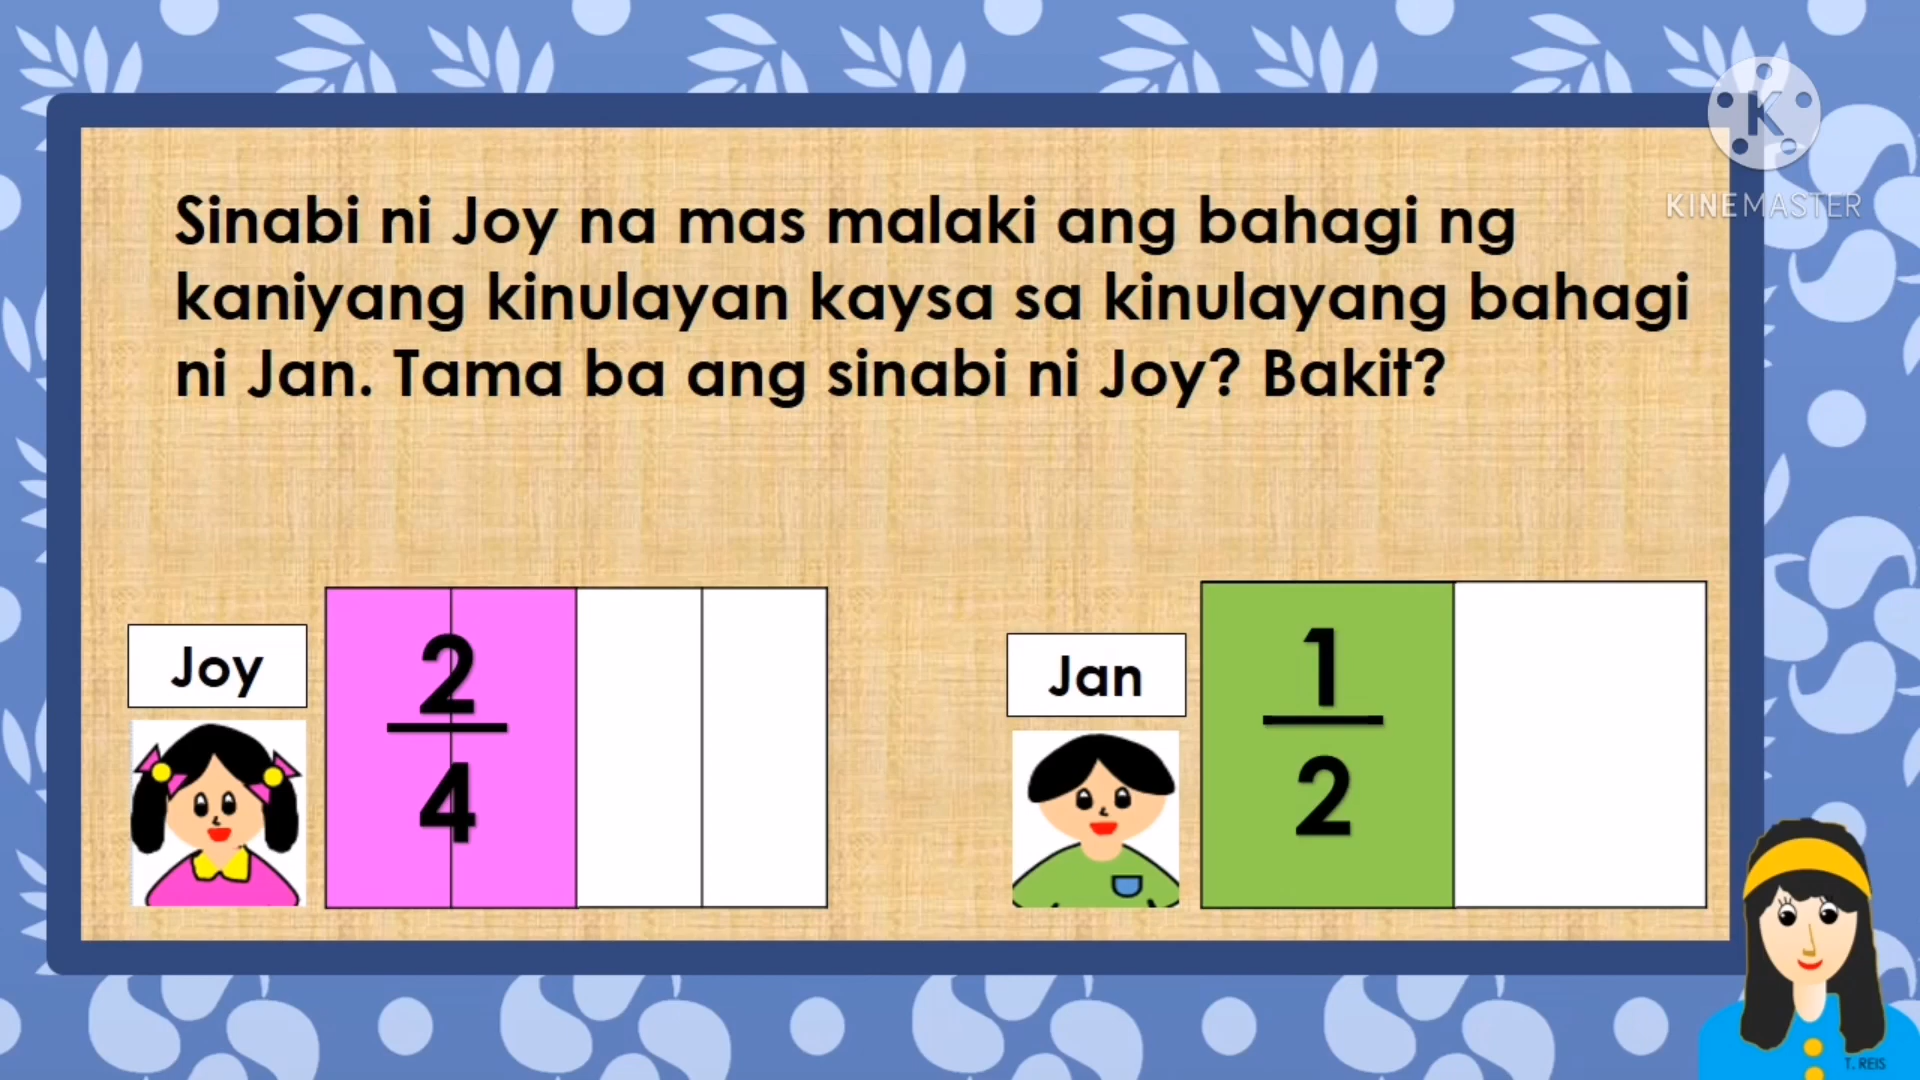 K
KINEMASTER
Sinabi ni Joy na mas malaki ang bahagi ng
kaniyang kinulayan kaysa sa kinulayang bahagi
ni Jan. Tama ba ang sinabi ni Joy? Bakit?
Joy
2
4
Jan
1
2
T. REIS